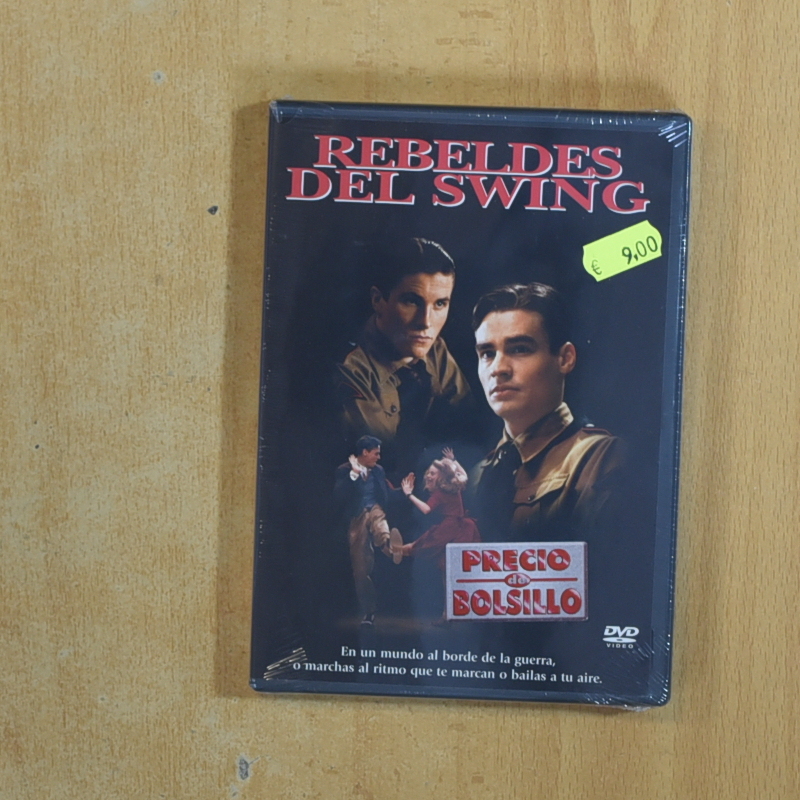 REBELDES
DEL SWING
€ 9,00
PRECIO
de
BOLSILLO
DVD
VIDEO
En un mundo al borde de la guerra,
o marchas al ritmo que te marcan o bailas a tu aire.